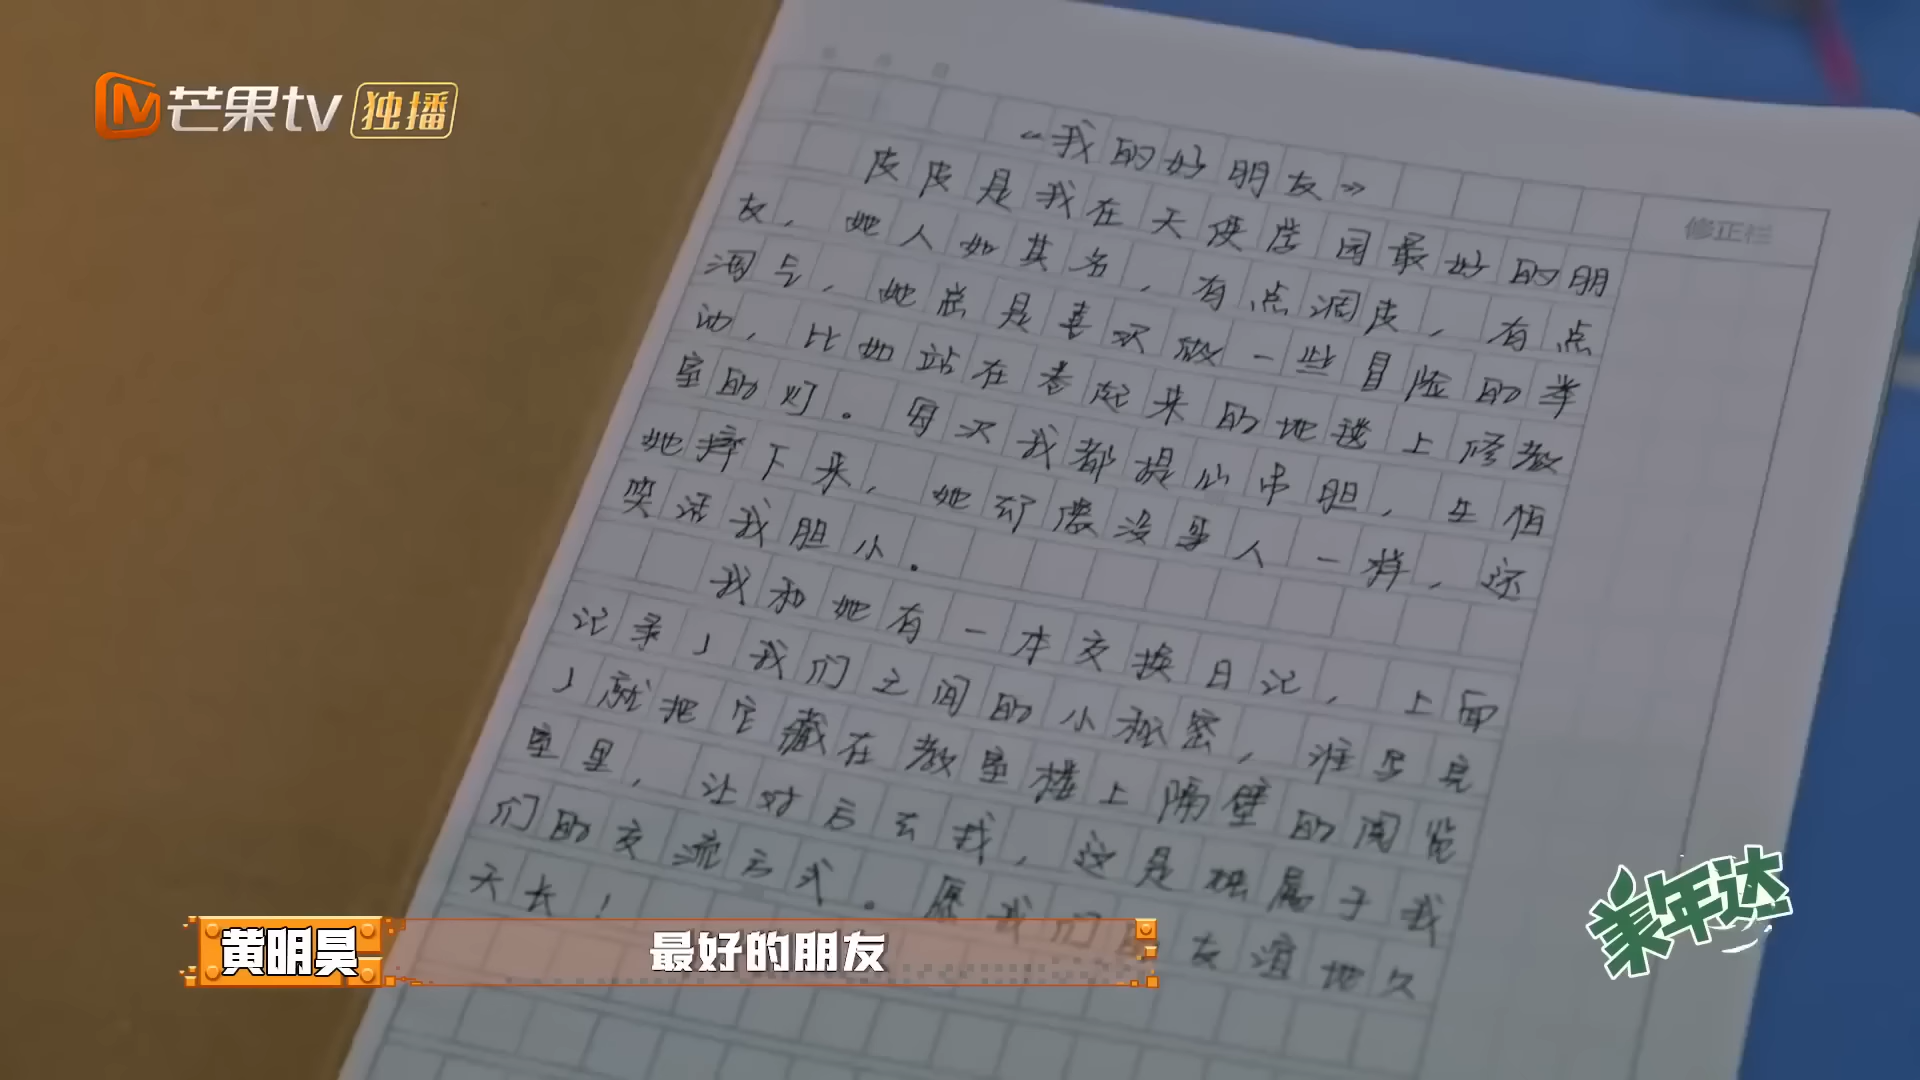 芒果tv 独播
《我的好朋友》
皮皮是我在天使学园最好的朋
友，她人如其名，有点调皮，有点
淘气，她总是喜欢做一些冒险的举
动，比如站在卷起来的地毯上修教
室的灯。每次我都提心吊胆，生怕
她摔下来，她却像没事人一样，还
笑话我胆小。
我和她有一本交换日记，上面
记录了我们之间的小秘密，谁写完
了就把它藏在教室楼上隔壁的阅览
室里，让对方去找，这是独属于我
们的交流方式。愿我们的友谊地久
天长！
修正栏
黄明昊
最好的朋友
美年达